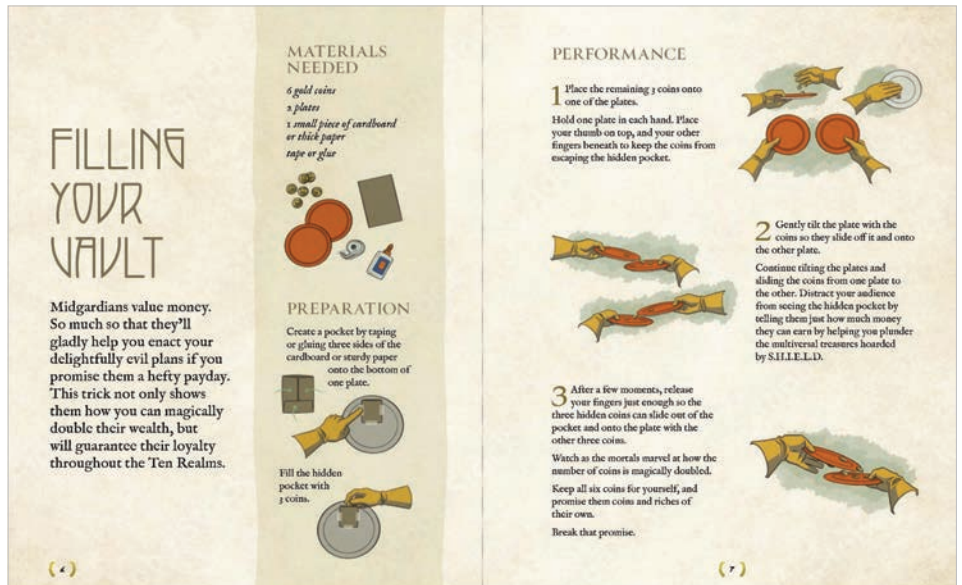 FILLING
YOUR
VAULT
Midgardians value money.
So much so that they'll
gladly help you enact your
delightfully evil plans if you
promise them a hefty payday.
This trick not only shows
them how you can magically
double their wealth, but
will guarantee their loyalty
throughout the Ten Realms.
MATERIALS
NEEDED
6 gold coins
2 plates
1 small piece of cardboard
or thick paper
tape or glue
PREPARATION
Create a pocket by taping
or gluing three sides of the
cardboard or sturdy paper
onto the bottom of
one plate.
Fill the hidden
pocket with
3 coins.
( 6 )
PERFORMANCE
1 Place the remaining 3 coins onto
one of the plates.
Hold one plate in each hand. Place
your thumb on top, and your other
fingers beneath to keep the coins from
escaping the hidden pocket.
2 Gently tilt the plate with the
coins so they slide off it and onto
the other plate.
Continue tilting the plates and
sliding the coins from one plate to
the other. Distract your audience
from seeing the hidden pocket by
telling them just how much money
they can earn by helping you plunder
the multiversal treasures hoarded
by S.H.I.E.L.D.
3 After a few moments, release
your fingers just enough so the
three hidden coins can slide out of the
pocket and onto the plate with the
other three coins.
Watch as the mortals marvel at how the
number of coins is magically doubled.
Keep all six coins for yourself, and
promise them coins and riches of
their own.
Break that promise.
( 7 )